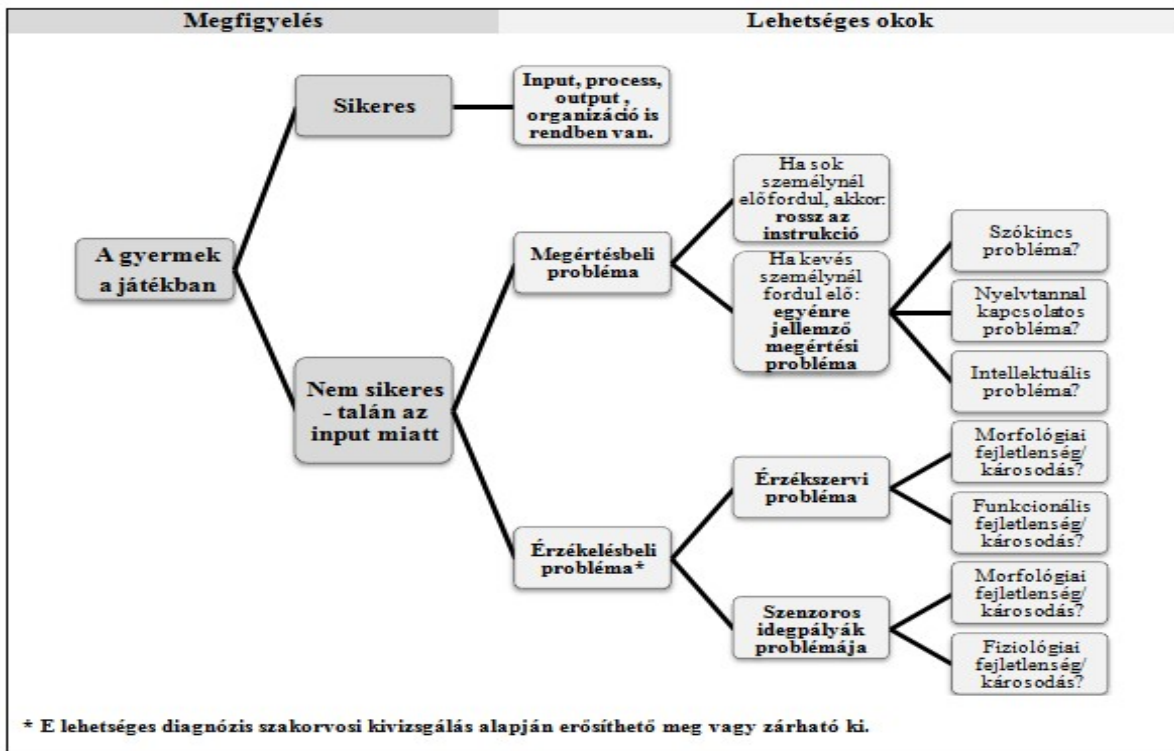 Megfigyelés
Lehetséges okok
A gyermek
a játékban
Sikeres
Input, process,
output ,
organizáció is
rendben van.
Nem sikeres
- talán az
input miatt
Megértésbeli
probléma
Ha sok
személynél
előfordul, akkor:
rossz az
instrukció
Ha kevés
személynél
fordul elő:
egyénre
jellemző
megértési
probléma
Szókincs
probléma?
Nyelvtannal
kapcsolatos
probléma?
Intellektuális
probléma?
Érzékelésbeli
probléma*
Érzékszervi
probléma
Morfológiai
fejletlenség/
károsodás?
Funkcionális
fejletlenség/
károsodás?
Szenzoros
idegpályák
problémája
Morfológiai
fejletlenség/
károsodás?
Fiziológiai
fejletlenség/
károsodás?
* E lehetséges diagnózis szakorvosi kivizsgálás alapján erősíthető meg vagy zárható ki.